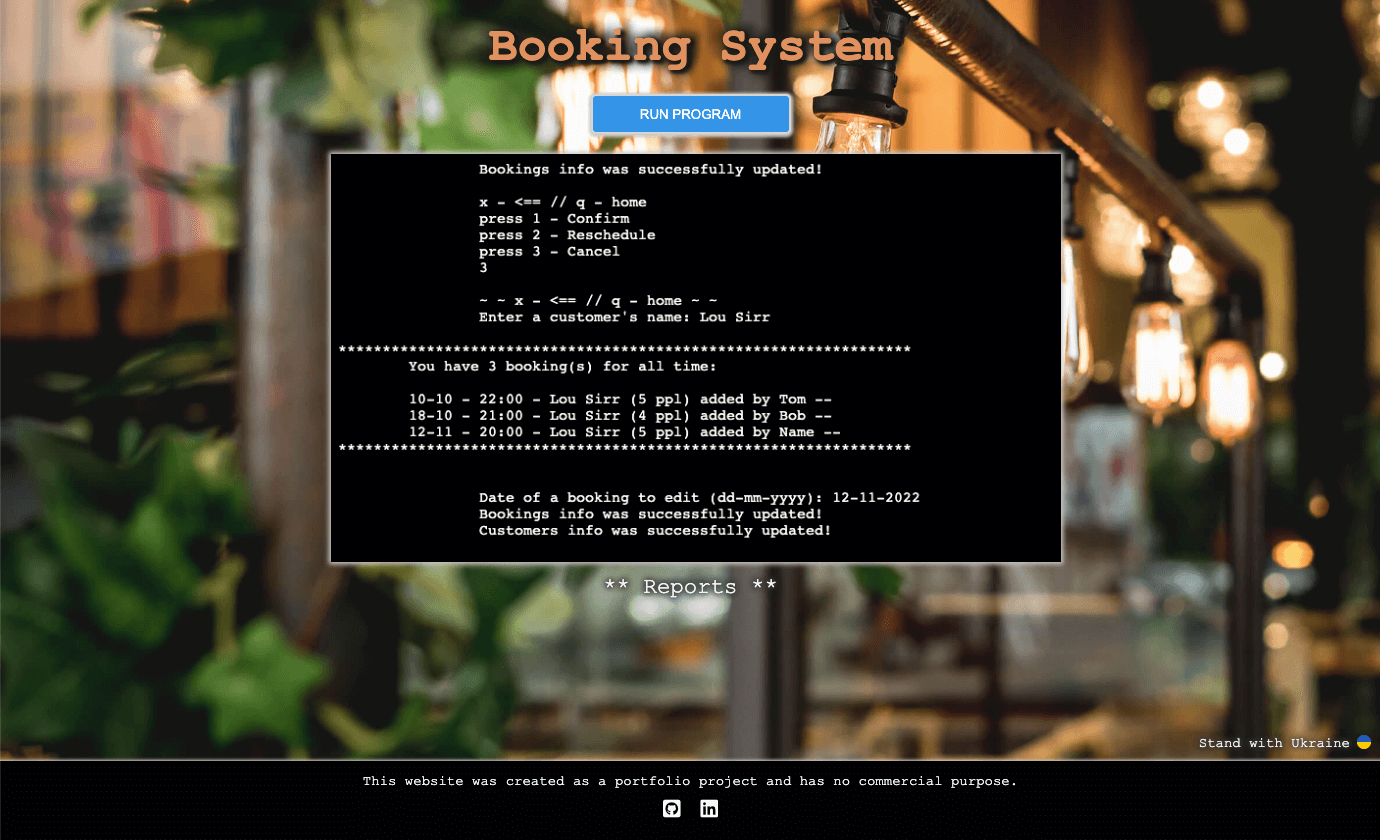 Booking System
RUN PROGRAM
Bookings info was successfully updated!
x - <== // q - home
press 1 - Confirm
press 2 - Reschedule
press 3 - Cancel
3
~ ~ x - <== // q - home ~ ~
Enter a customer's name: Lou Sirr
*****************************************************************
You have 3 booking(s) for all time:
10-10 - 22:00 - Lou Sirr (5 ppl) added by Tom --
18-10 - 21:00 - Lou Sirr (4 ppl) added by Bob --
12-11 - 20:00 - Lou Sirr (5 ppl) added by Name --
*****************************************************************
Date of a booking to edit (dd-mm-yyyy): 12-11-2022
Bookings info was successfully updated!
Customers info was successfully updated!
** Reports **
Stand with Ukraine
This website was created as a portfolio project and has no commercial purpose.
in